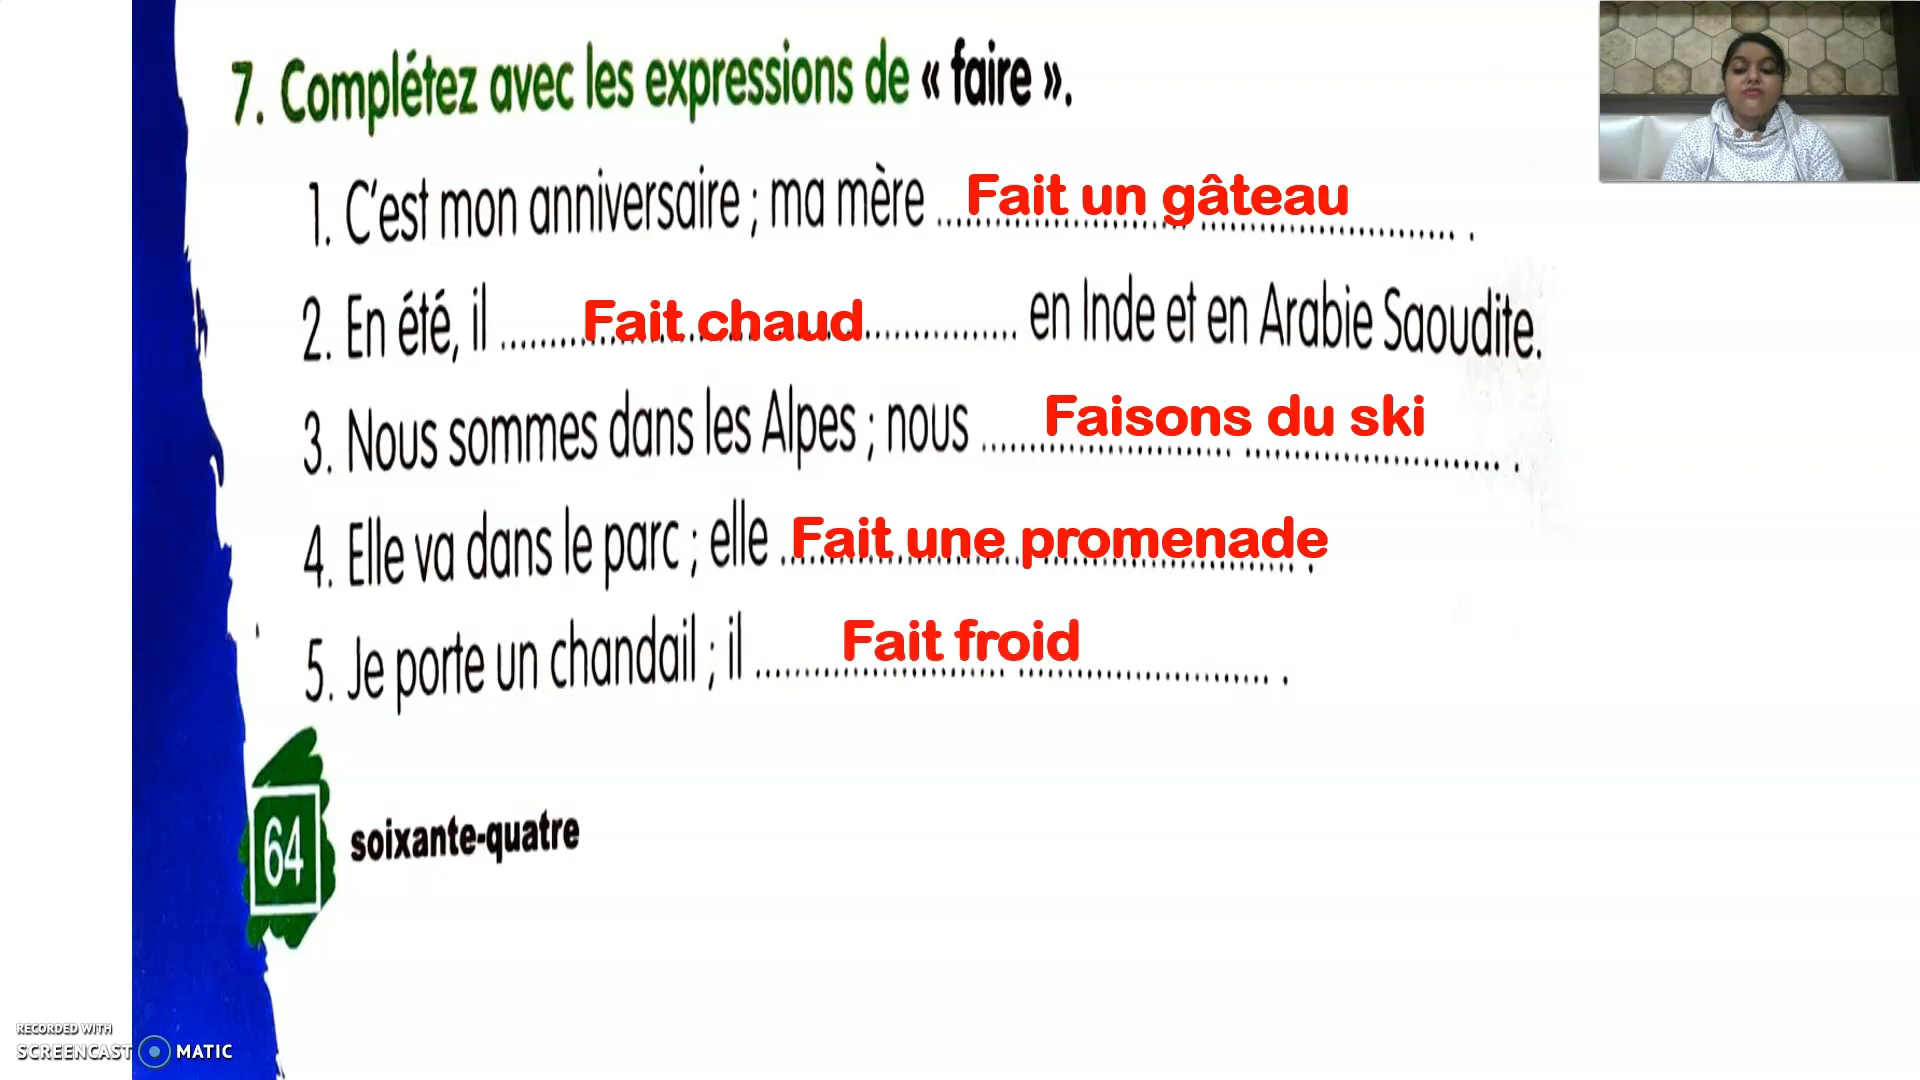 7. Complétez avec les expressions de « faire ».
1. C'est mon anniversaire ; ma mère ........ Fait un gâteau ........ .
2. En été, il ........ Fait chaud ........ en Inde et en Arabie Saoudite.
3. Nous sommes dans les Alpes ; nous ........ Faisons du ski ........ .
4. Elle va dans le parc ; elle ........ Fait une promenade ........ .
5. Je porte un chandail ; il ........ Fait froid ........ .
64 soixante-quatre
RECORDED WITH
SCREENCAST MATIC